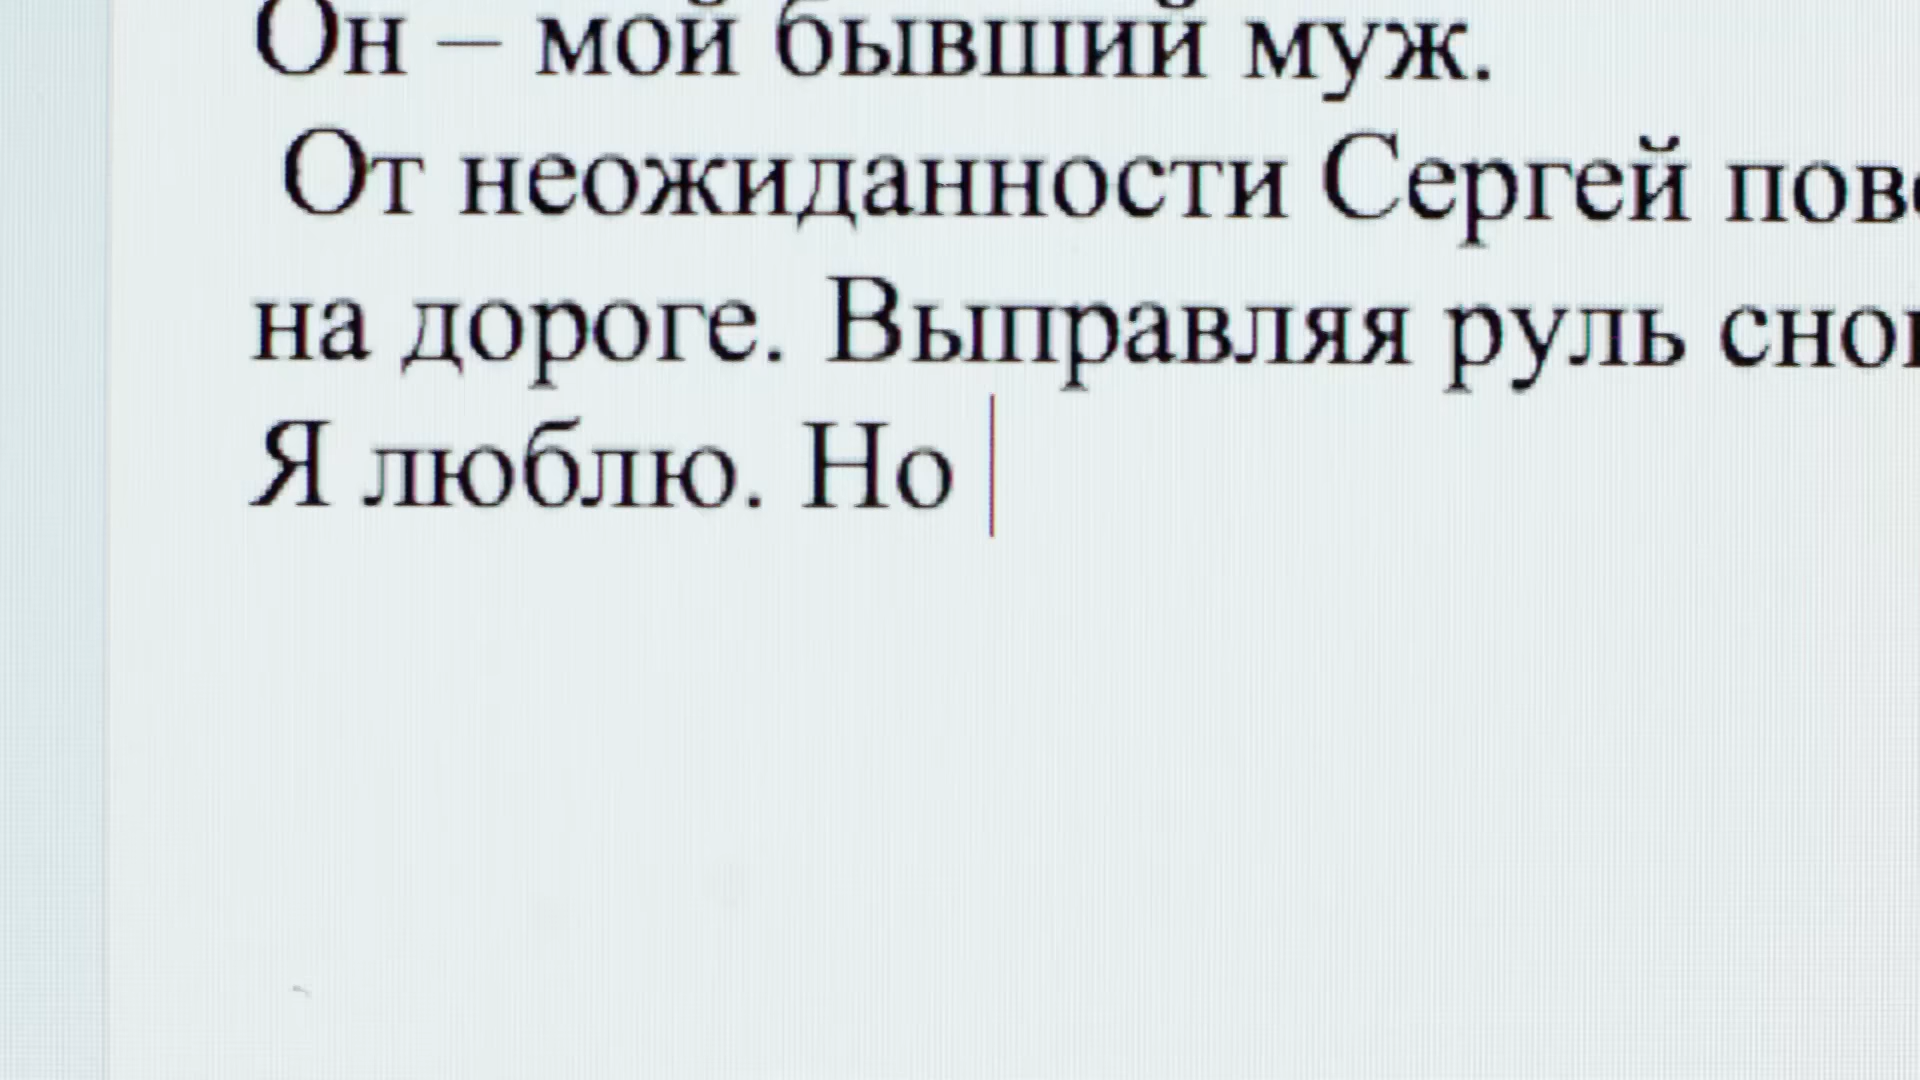 Он – мой бывший муж.
От неожиданности Сергей
на дороге. Выправляя руль
Я люблю. Но